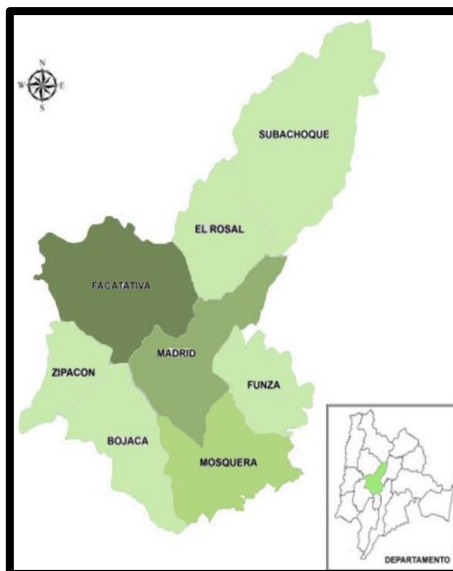 N
W E
S
SUBACHOQUE
EL ROSAL
FACATATIVA
MADRID
ZIPACON
FUNZA
BOJACA
MOSQUERA
DEPARTAMENTO